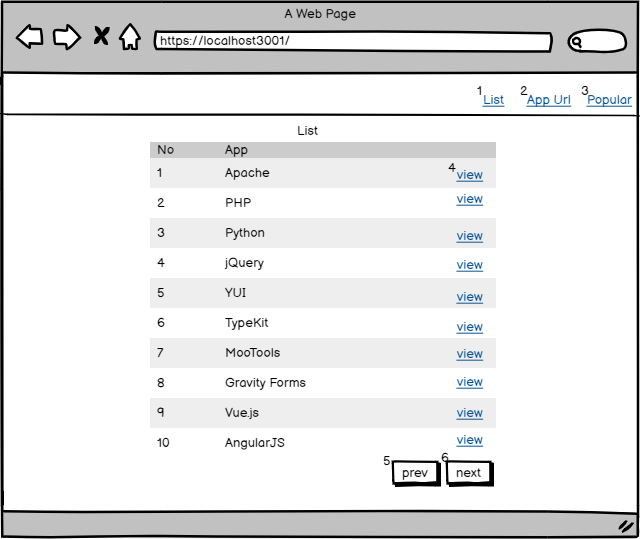 A Web Page
https://localhost3001/
1 List 2 App Url 3 Popular
List
No App
1 Apache 4 view
2 PHP view
3 Python view
4 jQuery view
5 YUI view
6 TypeKit view
7 MooTools view
8 Gravity Forms view
9 Vue.js view
10 AngularJS view
5 prev 6 next